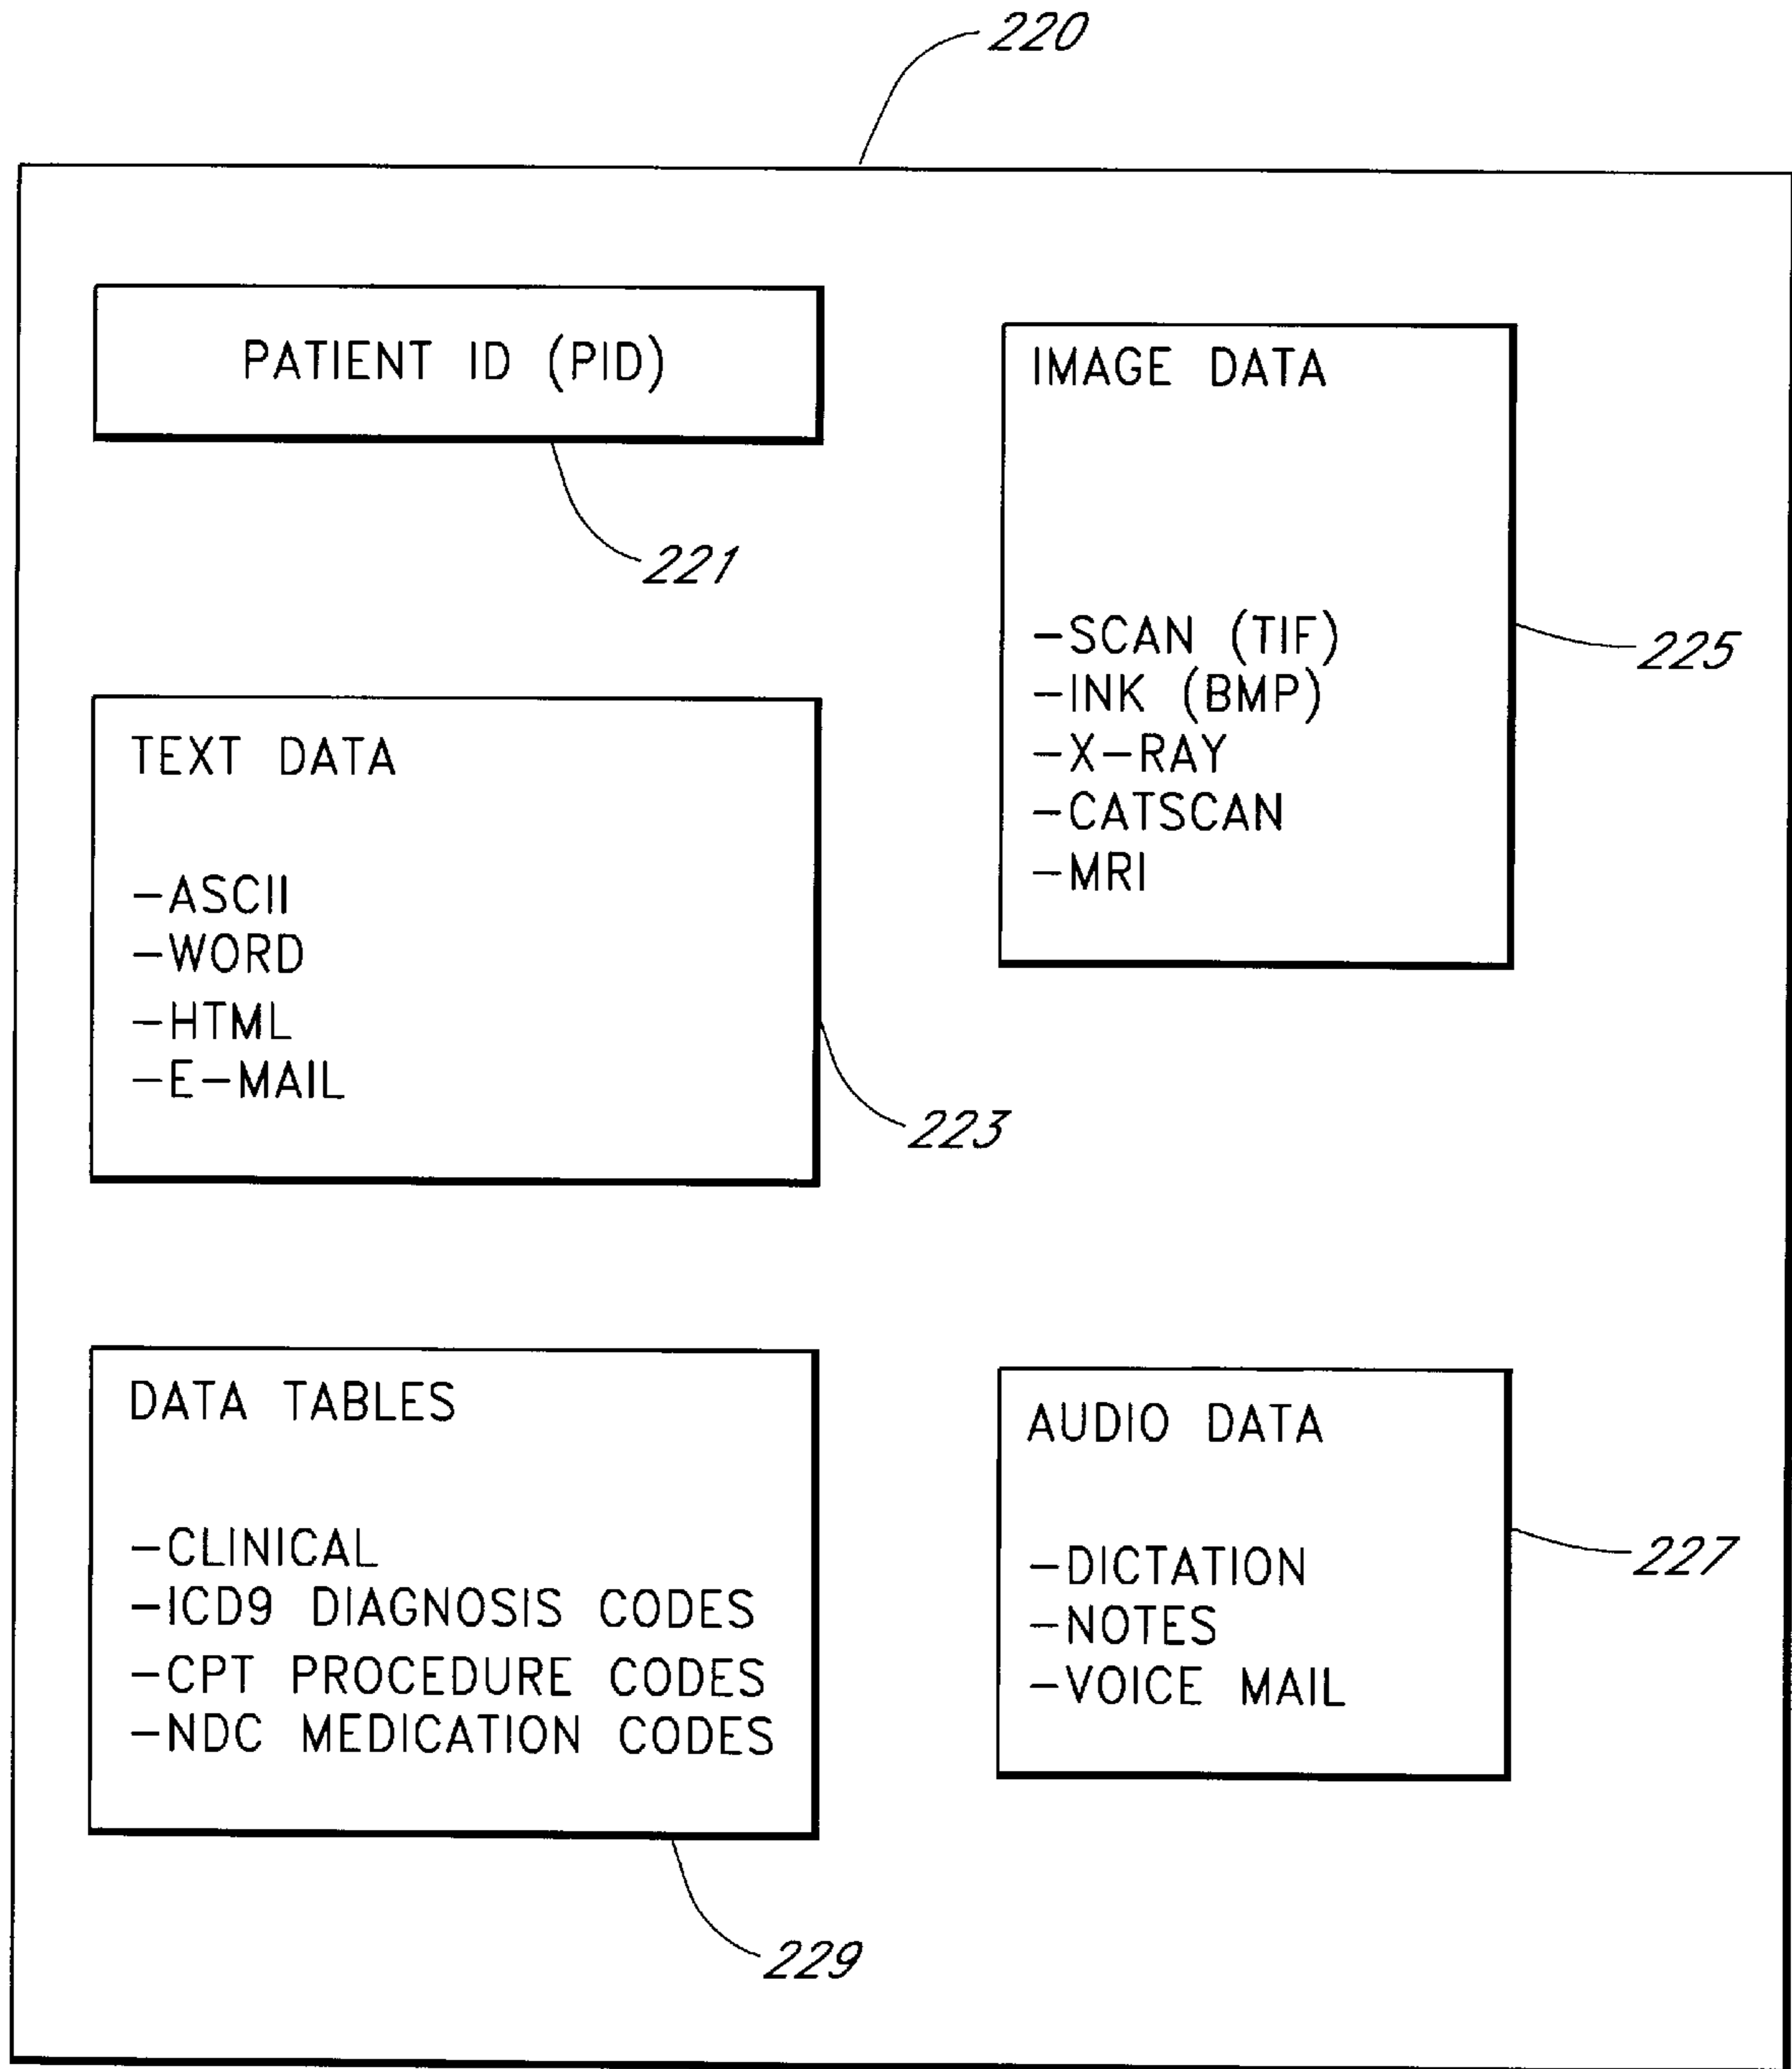 220
PATIENT ID (PID)
221
IMAGE DATA
-SCAN (TIF)
-INK (BMP)
-X-RAY
-CATSCAN
-MRI
225
TEXT DATA
-ASCII
-WORD
-HTML
-E-MAIL
223
DATA TABLES
-CLINICAL
-ICD9 DIAGNOSIS CODES
-CPT PROCEDURE CODES
-NDC MEDICATION CODES
229
AUDIO DATA
-DICTATION
-NOTES
-VOICE MAIL
227